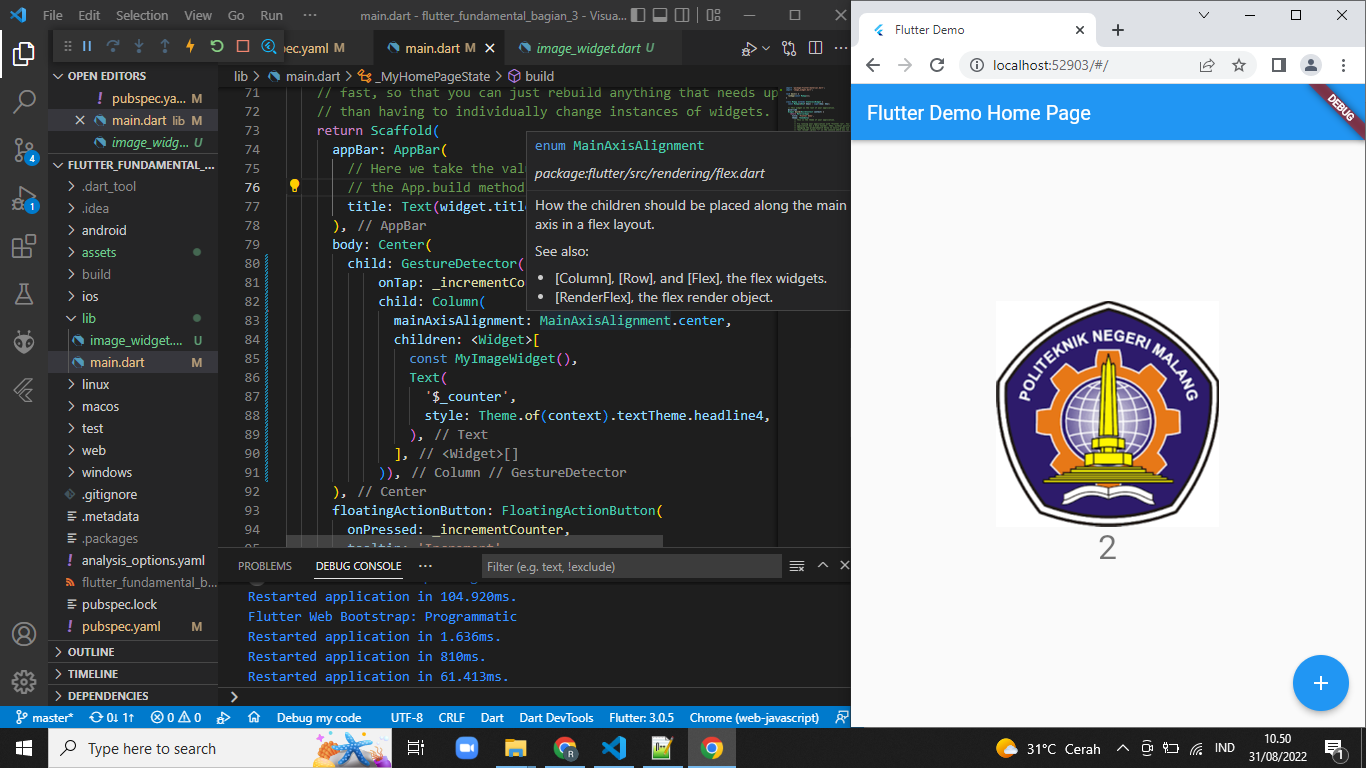 File Edit Selection View Go Run ··· main.dart - flutter_fundamental_bagian_3 - Visua...
pec.yaml M main.dart M image_widget.dart U
OPEN EDITORS
pubspec.ya... M
main.dart lib M
image_widg... U
FLUTTER_FUNDAMENTAL_...
.dart_tool
.idea
android
assets
build
ios
lib
image_widget.... U
main.dart M
linux
macos
test
web
windows
.gitignore
.metadata
.packages
analysis_options.yaml
flutter_fundamental_b...
pubspec.lock
pubspec.yaml M
OUTLINE
TIMELINE
DEPENDENCIES
4
1
lib > main.dart > _MyHomePageState > build
71 // fast, so that you can just rebuild anything that needs up
72 // than having to individually change instances of widgets.
73 return Scaffold(
74 appBar: AppBar(
75 // Here we take the valu
76 // the App.build method
77 title: Text(widget.title
78 ), // AppBar
79 body: Center(
80 child: GestureDetector(
81 onTap: _incrementCo
82 child: Column(
83 mainAxisAlignment: MainAxisAlignment.center,
84 children: <Widget>[
85 const MyImageWidget(),
86 Text(
87 '$_counter',
88 style: Theme.of(context).textTheme.headline4,
89 ), // Text
90 ], // <Widget>[]
91 )), // Column // GestureDetector
92 ), // Center
93 floatingActionButton: FloatingActionButton(
94 onPressed: _incrementCounter,
95 tooltip: 'Increment'
enum MainAxisAlignment
package:flutter/src/rendering/flex.dart
How the children should be placed along the main
axis in a flex layout.
See also:
• [Column], [Row], and [Flex], the flex widgets.
• [RenderFlex], the flex render object.
PROBLEMS DEBUG CONSOLE ··· Filter (e.g. text, !exclude)
Restarted application in 104.920ms.
Flutter Web Bootstrap: Programmatic
Restarted application in 1.636ms.
Restarted application in 810ms.
Restarted application in 61.413ms.
master* 0↓ 1↑ 0 0 Debug my code UTF-8 CRLF Dart Dart DevTools Flutter: 3.0.5 Chrome (web-javascript)
Flutter Demo
localhost:52903/#/
Flutter Demo Home Page
DEBUG
POLITEKNIK NEGERI MALANG
2
+
Type here to search
31°C Cerah IND 10.50
31/08/2022
1